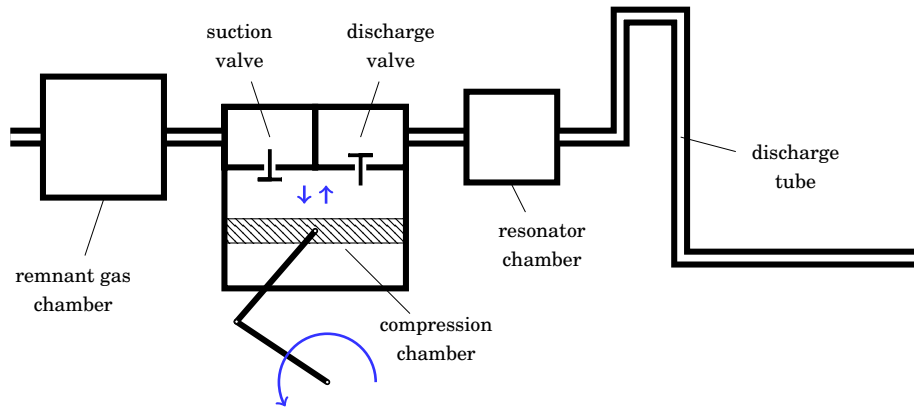 suction
valve
discharge
valve
discharge
tube
resonator
chamber
remnant gas
chamber
compression
chamber